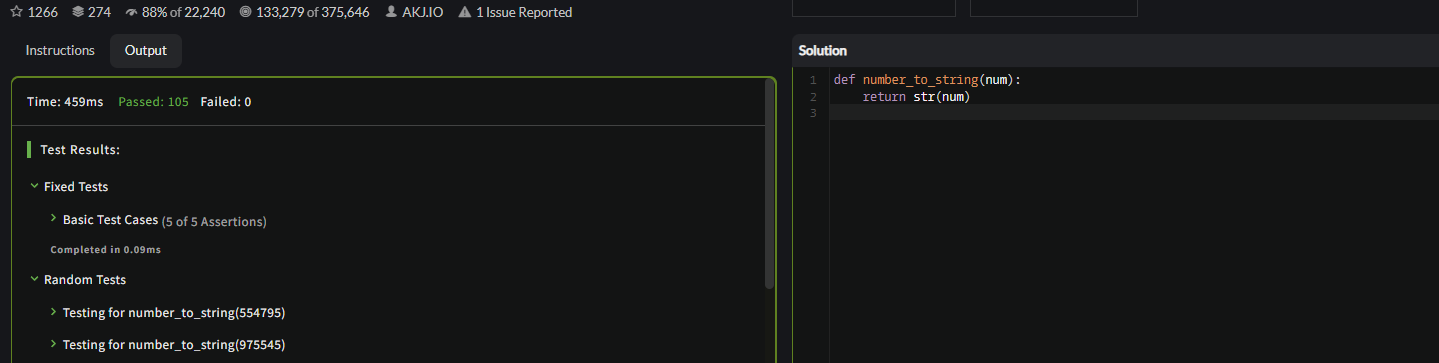 1266 274 88% of 22,240 133,279 of 375,646 AKJ.IO 1 Issue Reported
Instructions Output
Time: 459ms Passed: 105 Failed: 0
Test Results:
Fixed Tests
Basic Test Cases (5 of 5 Assertions)
Completed in 0.09ms
Random Tests
Testing for number_to_string(554795)
Testing for number_to_string(975545)
Solution
1 def number_to_string(num):
2     return str(num)
3